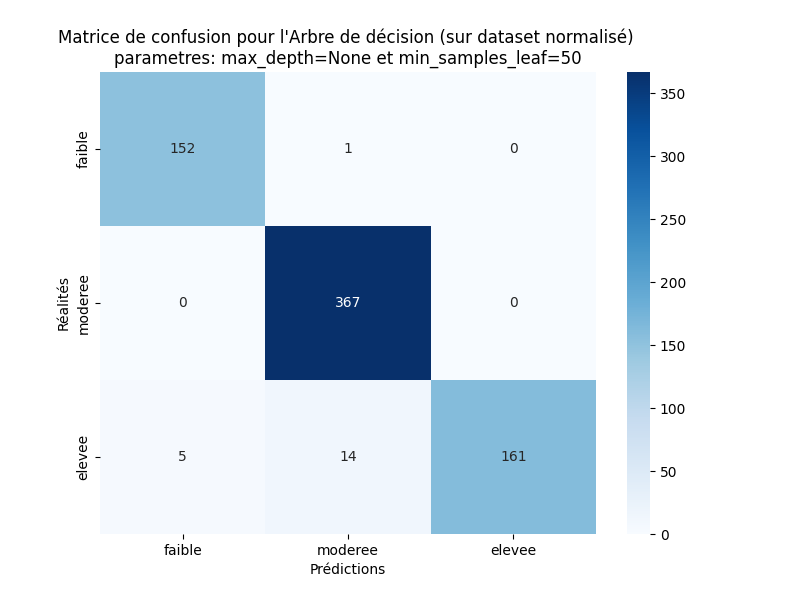 Matrice de confusion pour l'Arbre de décision (sur dataset normalisé)
parametres: max_depth=None et min_samples_leaf=50
Réalités
faible
152
1
0
moderee
0
367
0
elevee
5
14
161
faible
moderee
elevee
Prédictions
350
300
250
200
150
100
50
0